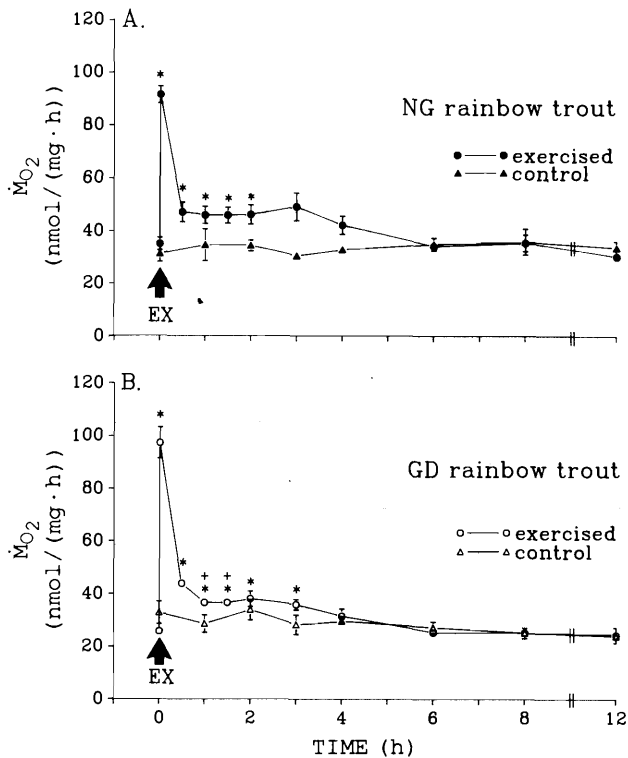 A.
120
100
80
60
40
20
0
ṀO2
(nmol/(mg·h))
*
* * * * *
NG rainbow trout
exercised
control
EX
B.
120
100
80
60
40
20
0
ṀO2
(nmol/(mg·h))
*
+ +
* * * * *
GD rainbow trout
exercised
control
EX
0 2 4 6 8 12
TIME (h)